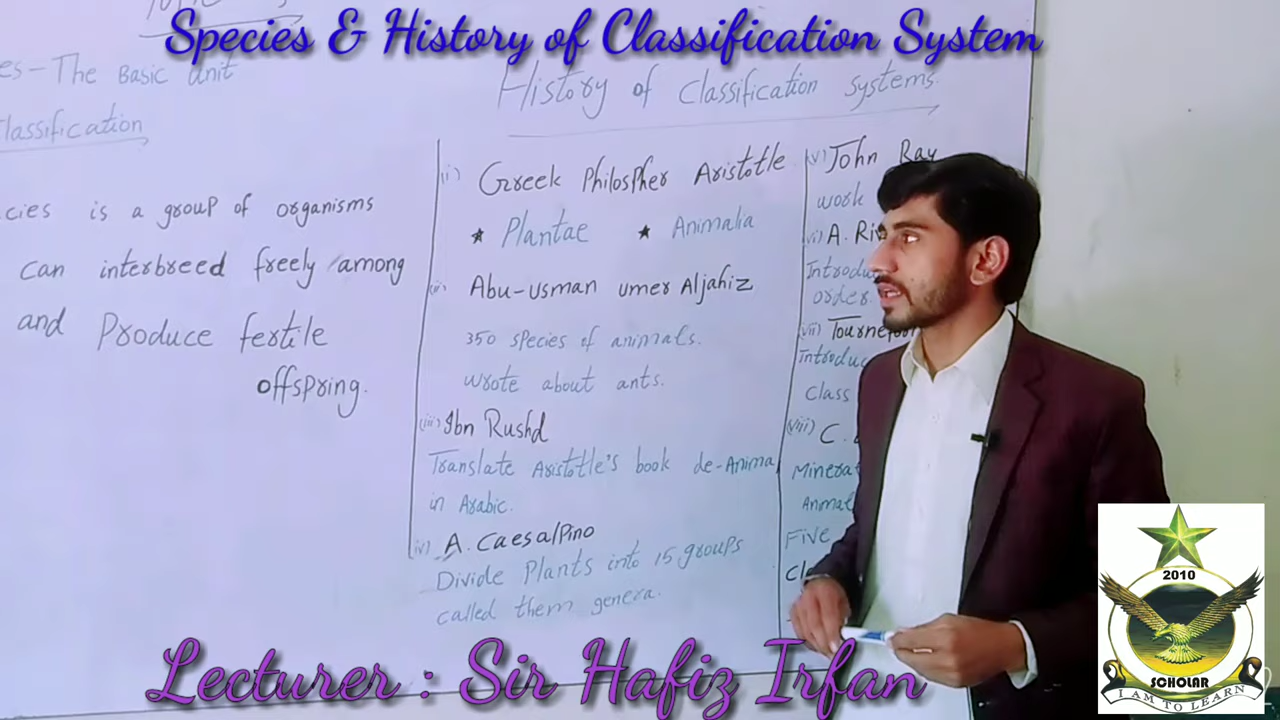 Species & History of Classification System
es-The Basic unit
lassification
cies is a group of organisms
can interbreed freely among
and Produce fertile
offspring.
History of classification systems.
(i) Greek Philospher Aristotle
★ Plantae ★ Animalia
(ii) Abu-usman umer Aljahiz
350 species of animals.
wrote about ants.
(iii) Ibn Rushd
Translate Aristotle's book de-Anima
in Arabic.
iv) A. Caesalpino
Divide Plants into 15 groups
called them genera.
(v) John Ray
work
(vi) A. Riv
Introdu
order.
(vii) Tournefor
Introduc
Class
(viii) C.
Minera
Anmal
Five
Cla
Lecturer : Sir Hafiz Irfan
2010
SCHOLAR
I AM TO LEARN